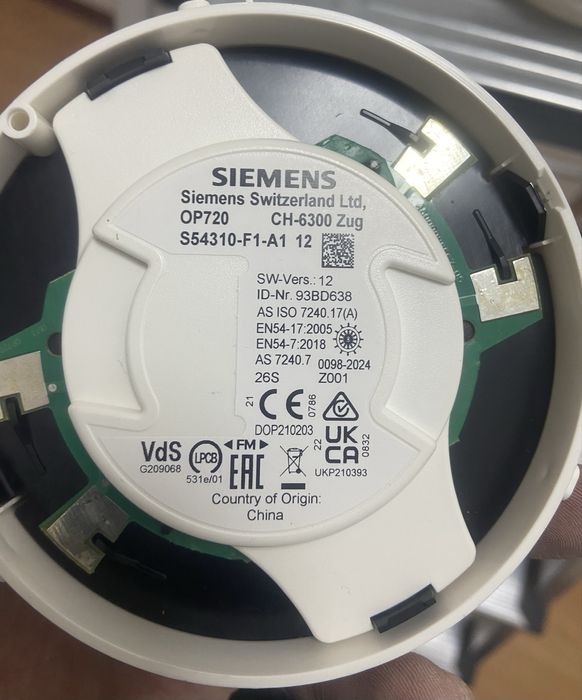 SIEMENS
Siemens Switzerland Ltd,
OP720 CH-6300 Zug
S54310-F1-A1 12
SW-Vers.: 12
ID-Nr. 93BD638
AS ISO 7240.17(A)
EN54-17:2005
EN54-7:2018
AS 7240.7 0098-2024
26S Z001
21 CE 0786
DOP210203
VdS
G209068
LPCB
531e/01
FM
EAC
22 UKCA 0832
UKP210393
Country of Origin:
China